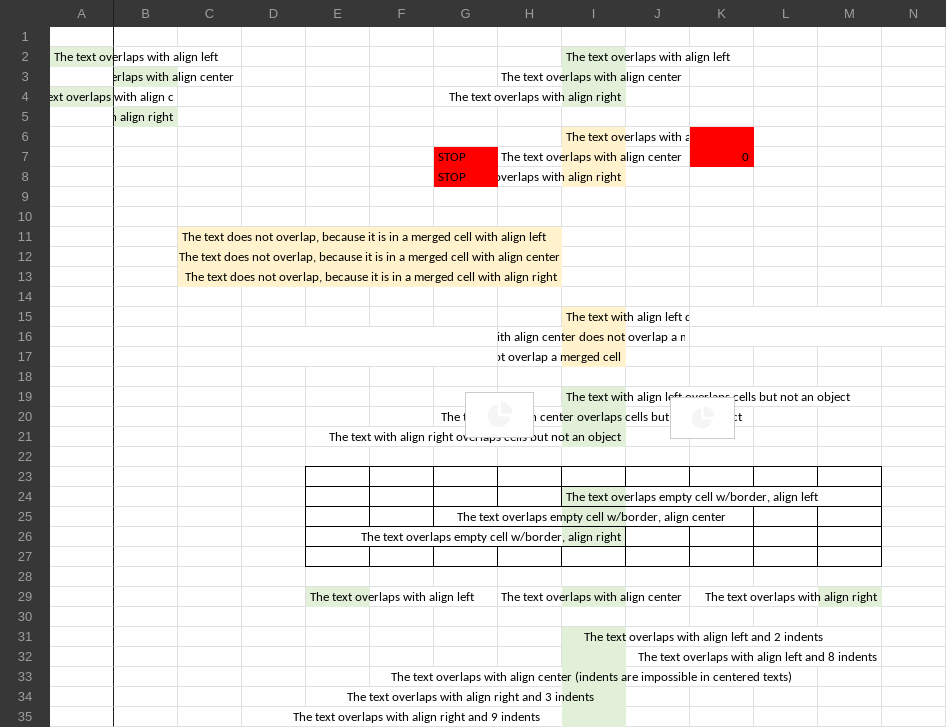 A B C D E F G H I J K L M N
1
2 The text overlaps with align left The text overlaps with align left
3 erlaps with align center The text overlaps with align center
4 ext overlaps with align c The text overlaps with align right
5 align right
6 The text overlaps with a
7 STOP The text overlaps with align center 0
8 STOP overlaps with align right
9
10
11 The text does not overlap, because it is in a merged cell with align left
12 The text does not overlap, because it is in a merged cell with align center
13 The text does not overlap, because it is in a merged cell with align right
14
15 The text with align left
16 ith align center does not overlap a
17 ot overlap a merged cell
18
19 The text with align left overlaps cells but not an object
20 The center overlaps cells but
21 The text with align right overlaps cells but not an object
22
23
24 The text overlaps empty cell w/border, align left
25 The text overlaps empty cell w/border, align center
26 The text overlaps empty cell w/border, align right
27
28
29 The text overlaps with align left The text overlaps with align center The text overlaps with align right
30
31 The text overlaps with align left and 2 indents
32 The text overlaps with align left and 8 indents
33 The text overlaps with align center (indents are impossible in centered texts)
34 The text overlaps with align right and 3 indents
35 The text overlaps with align right and 9 indents